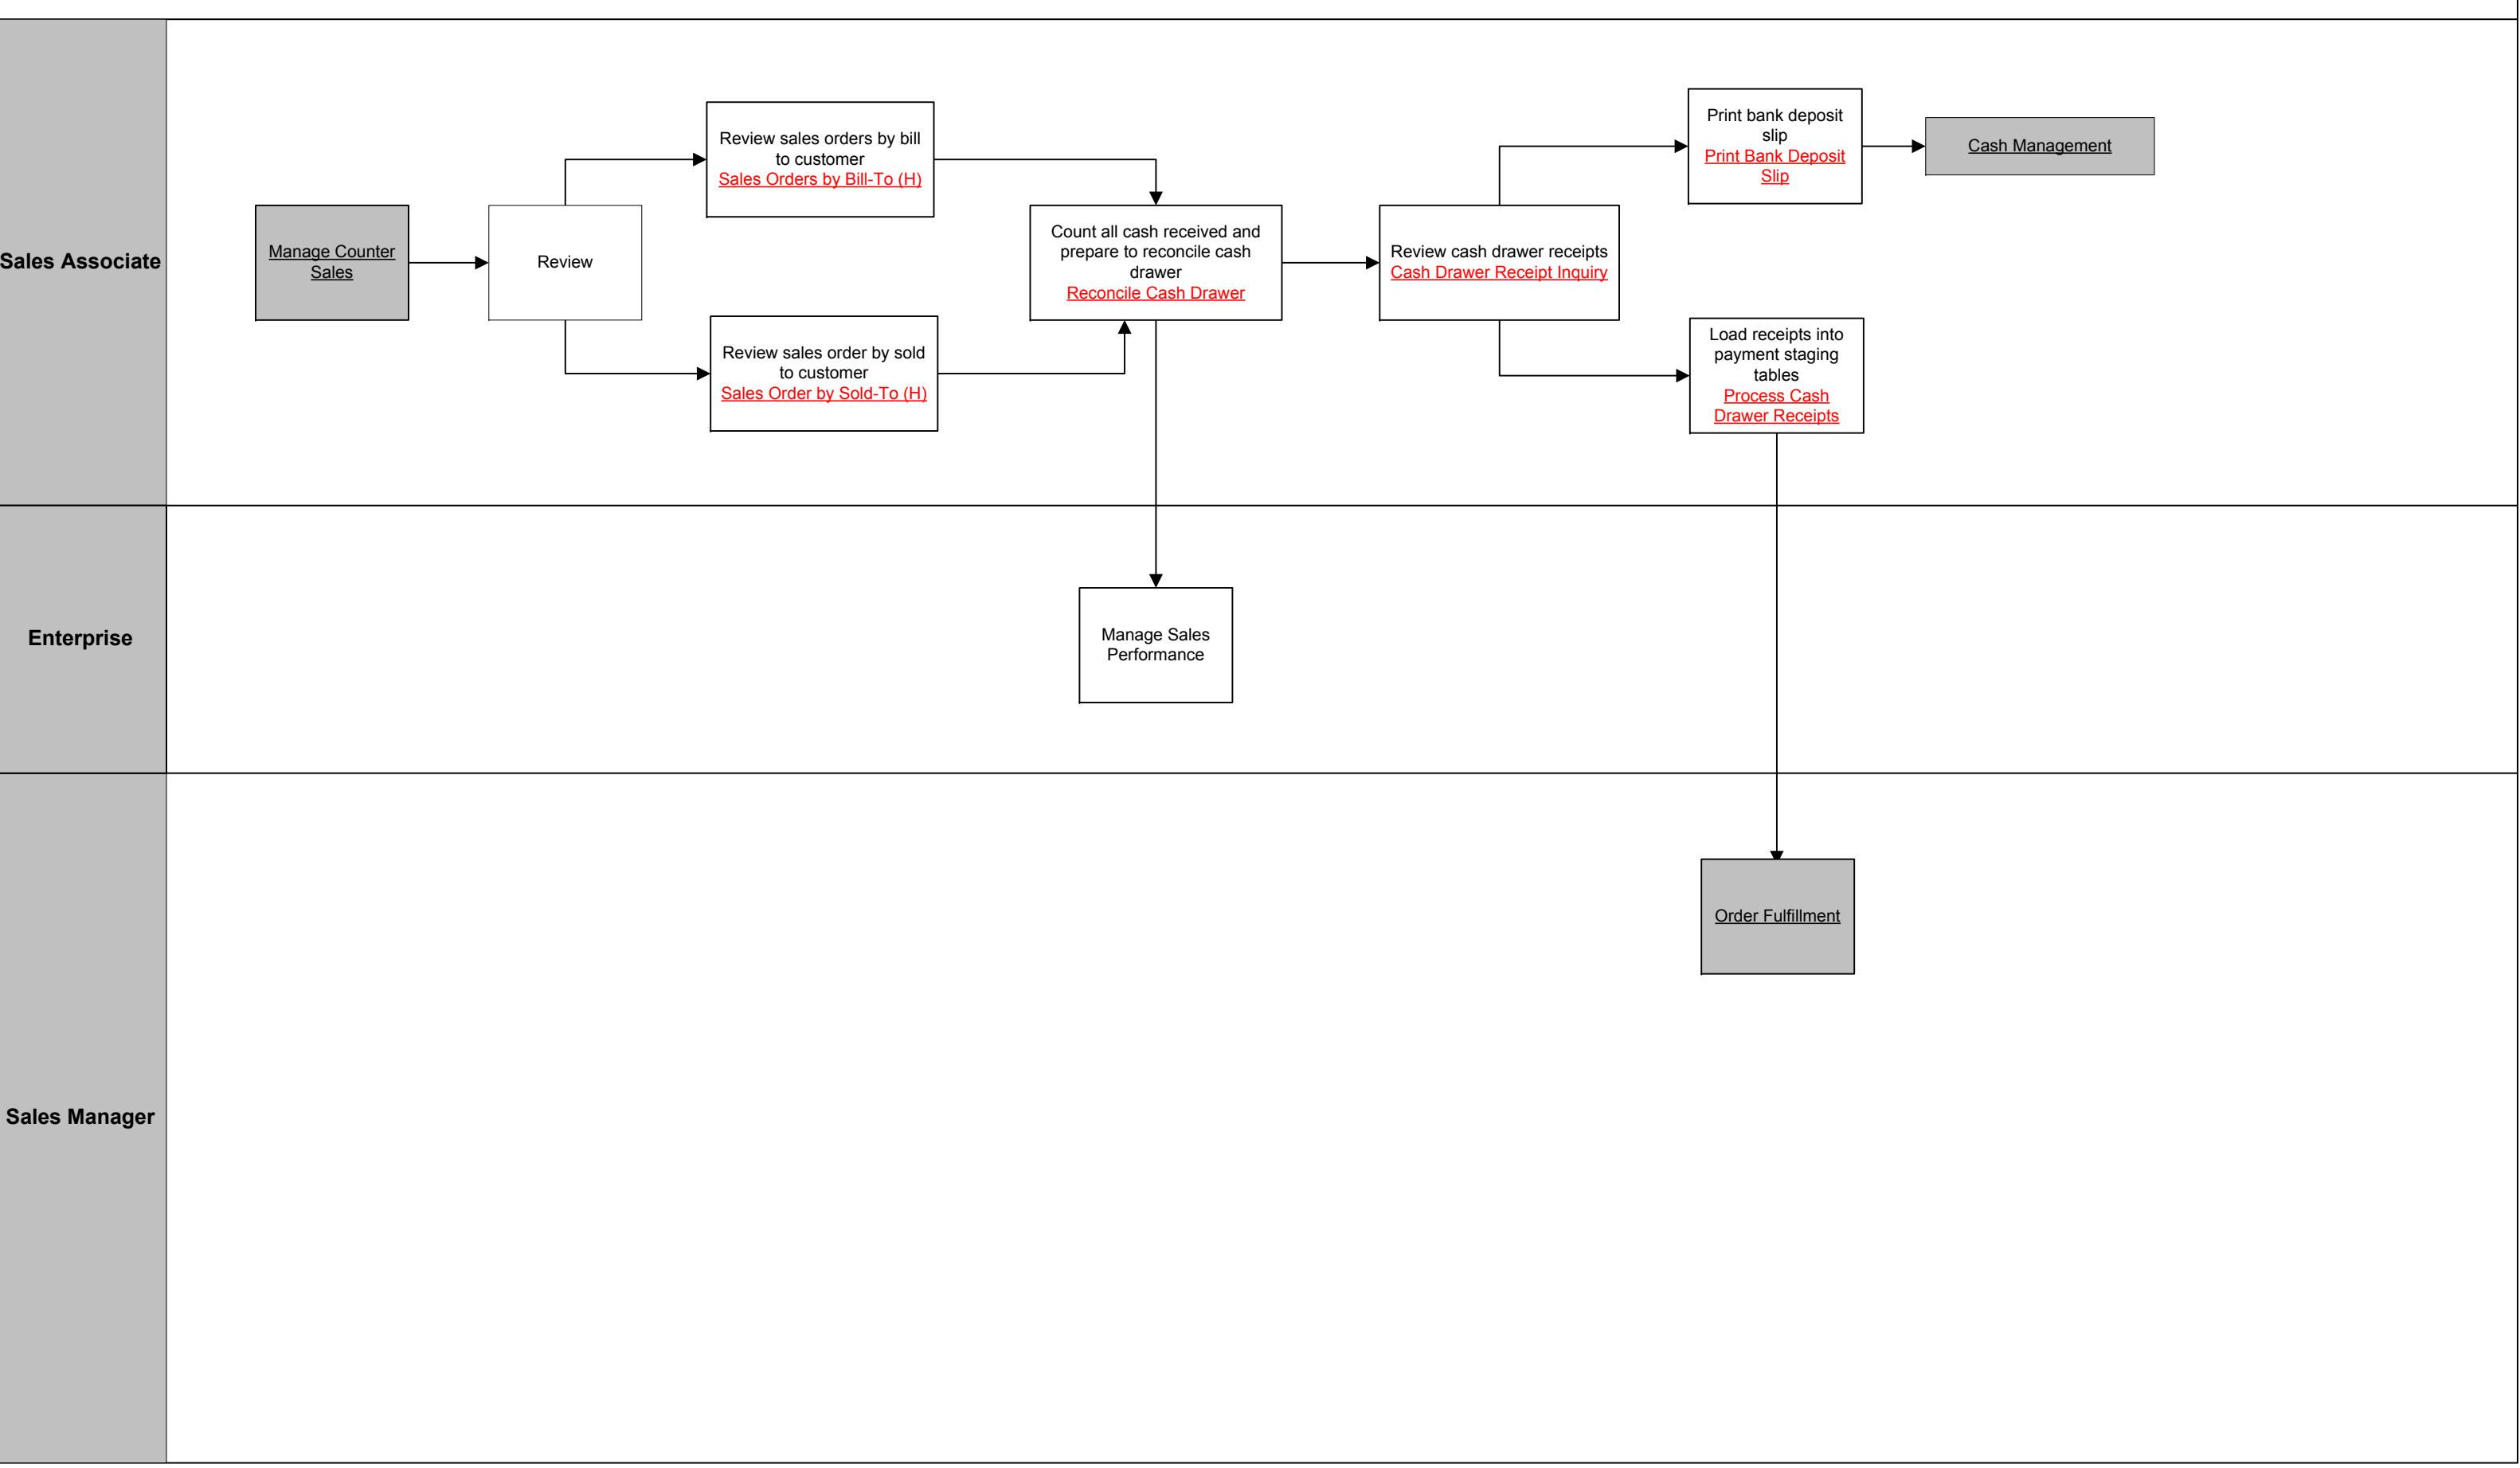 Sales Associate
Manage Counter
Sales
Review
Review sales orders by bill
to customer
Sales Orders by Bill-To (H)
Review sales order by sold
to customer
Sales Order by Sold-To (H)
Count all cash received and
prepare to reconcile cash
drawer
Reconcile Cash Drawer
Review cash drawer receipts
Cash Drawer Receipt Inquiry
Print bank deposit
slip
Print Bank Deposit
Slip
Cash Management
Load receipts into
payment staging
tables
Process Cash
Drawer Receipts
Enterprise
Manage Sales
Performance
Sales Manager
Order Fulfillment